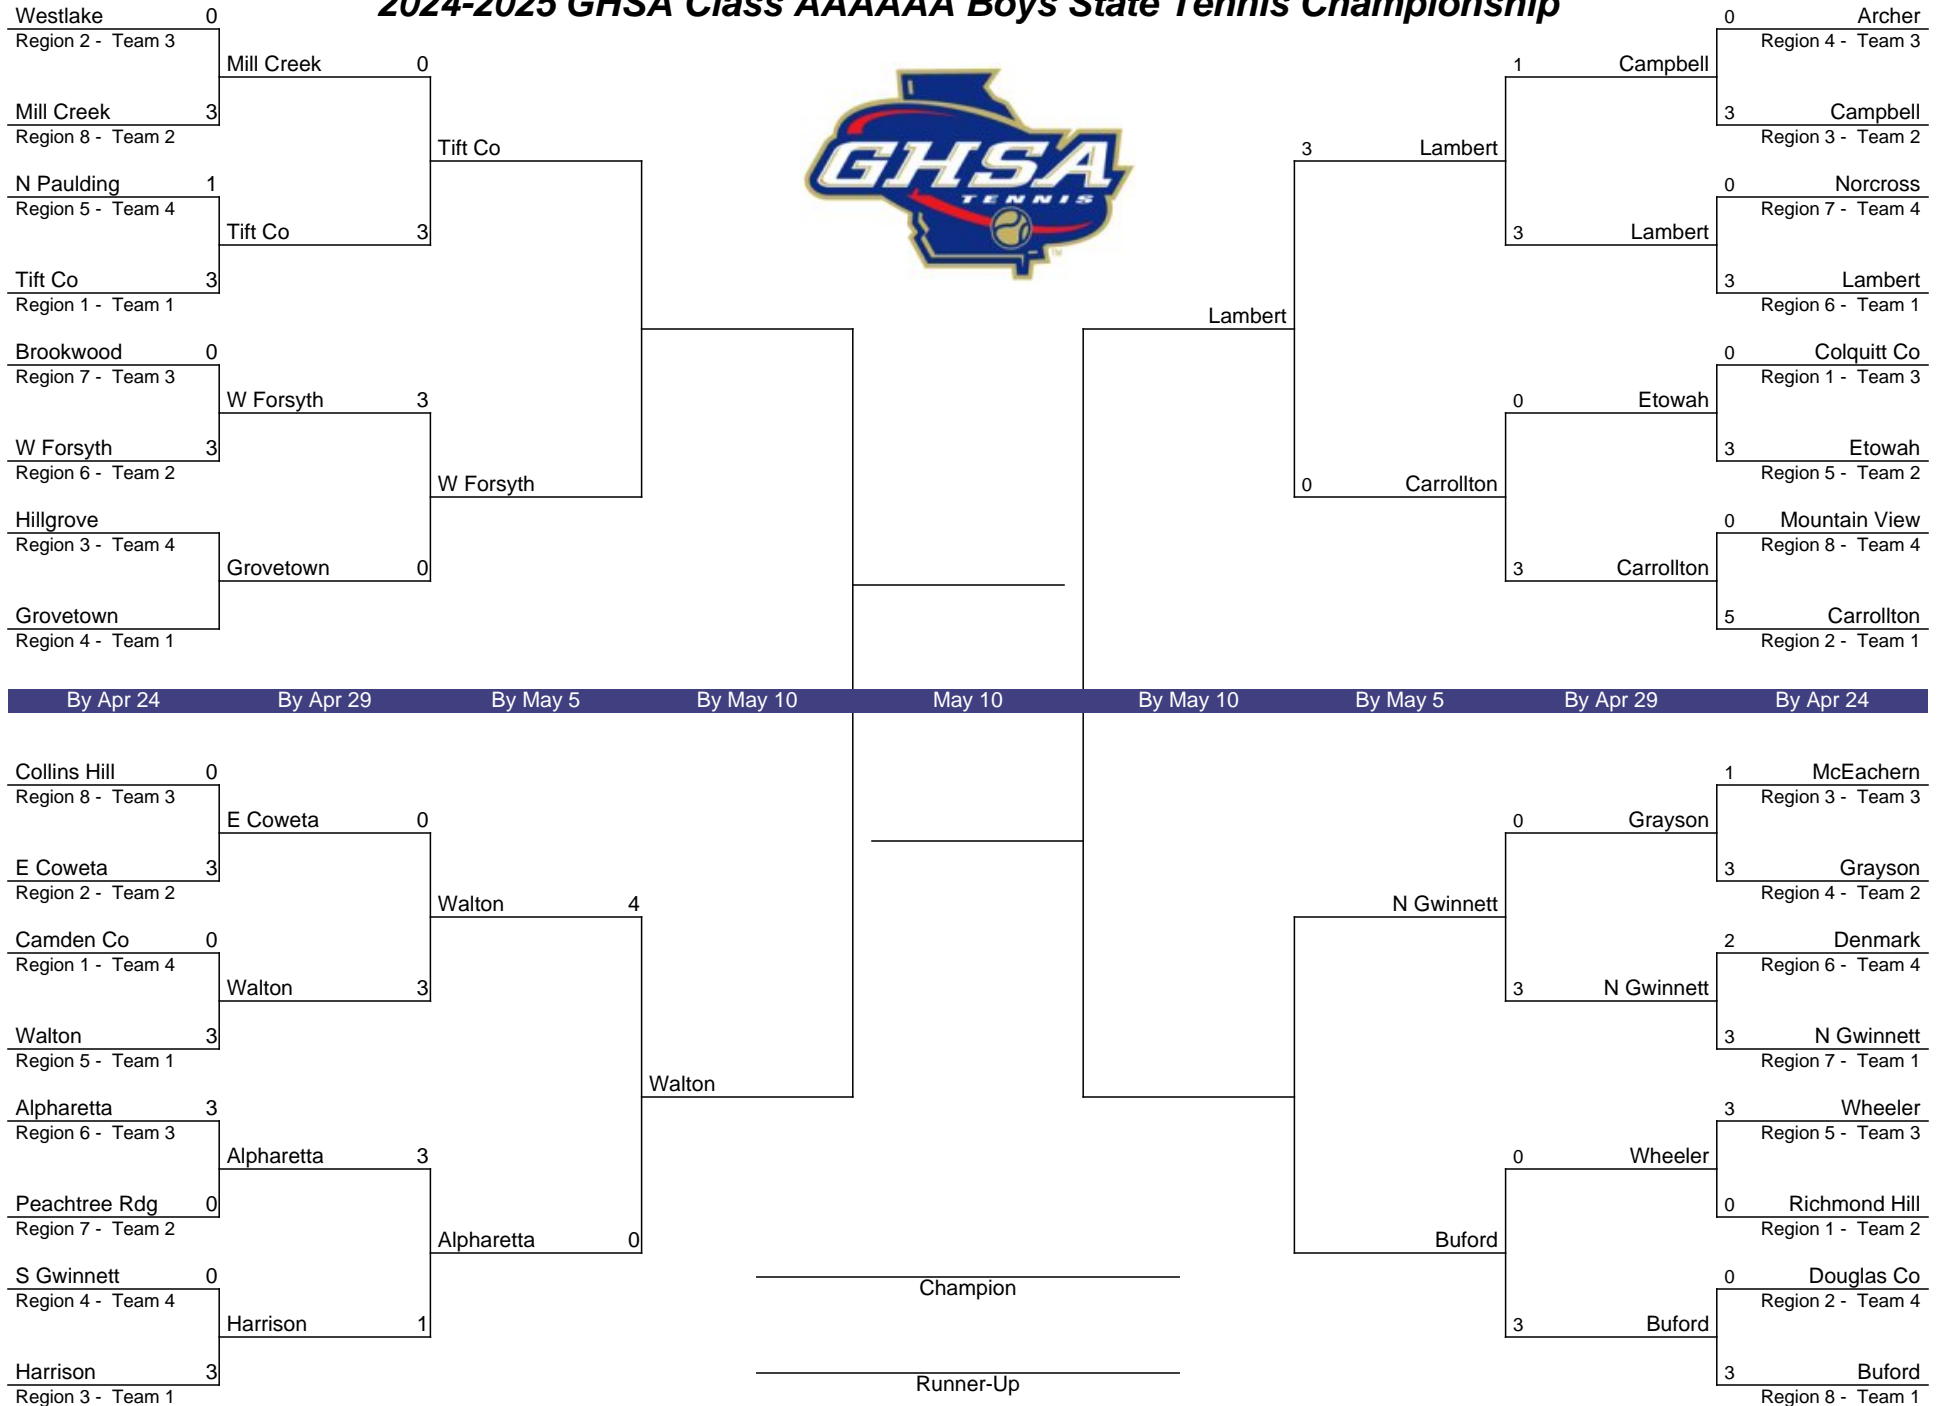 2024-2025 GHSA Class AAAAAA Boys State Tennis Championship
GHSA
TENNIS
TM
Westlake 0
Region 2 - Team 3
Mill Creek 0
Mill Creek 3
Region 8 - Team 2
Tift Co
N Paulding 1
Region 5 - Team 4
Tift Co 3
Tift Co 3
Region 1 - Team 1
Brookwood 0
Region 7 - Team 3
W Forsyth 3
W Forsyth 3
Region 6 - Team 2
W Forsyth
Hillgrove
Region 3 - Team 4
Grovetown 0
Grovetown
Region 4 - Team 1
0 Archer
Region 4 - Team 3
1 Campbell
3 Campbell
Region 3 - Team 2
3 Lambert
0 Norcross
Region 7 - Team 4
3 Lambert
3 Lambert
Region 6 - Team 1
Lambert
0 Colquitt Co
Region 1 - Team 3
0 Etowah
3 Etowah
Region 5 - Team 2
0 Carrollton
0 Mountain View
Region 8 - Team 4
3 Carrollton
5 Carrollton
Region 2 - Team 1
By Apr 24 By Apr 29 By May 5 By May 10 May 10 By May 10 By May 5 By Apr 29 By Apr 24
Collins Hill 0
Region 8 - Team 3
E Coweta 0
E Coweta 3
Region 2 - Team 2
Walton 4
Camden Co 0
Region 1 - Team 4
Walton 3
Walton 3
Region 5 - Team 1
Walton
Alpharetta 3
Region 6 - Team 3
Alpharetta 3
Peachtree Rdg 0
Region 7 - Team 2
Alpharetta 0
S Gwinnett 0
Region 4 - Team 4
Harrison 1
Harrison 3
Region 3 - Team 1
1 McEachern
Region 3 - Team 3
0 Grayson
3 Grayson
Region 4 - Team 2
N Gwinnett
2 Denmark
Region 6 - Team 4
3 N Gwinnett
3 N Gwinnett
Region 7 - Team 1
3 Wheeler
Region 5 - Team 3
0 Wheeler
0 Richmond Hill
Region 1 - Team 2
Buford
0 Douglas Co
Region 2 - Team 4
3 Buford
3 Buford
Region 8 - Team 1
Champion
Runner-Up